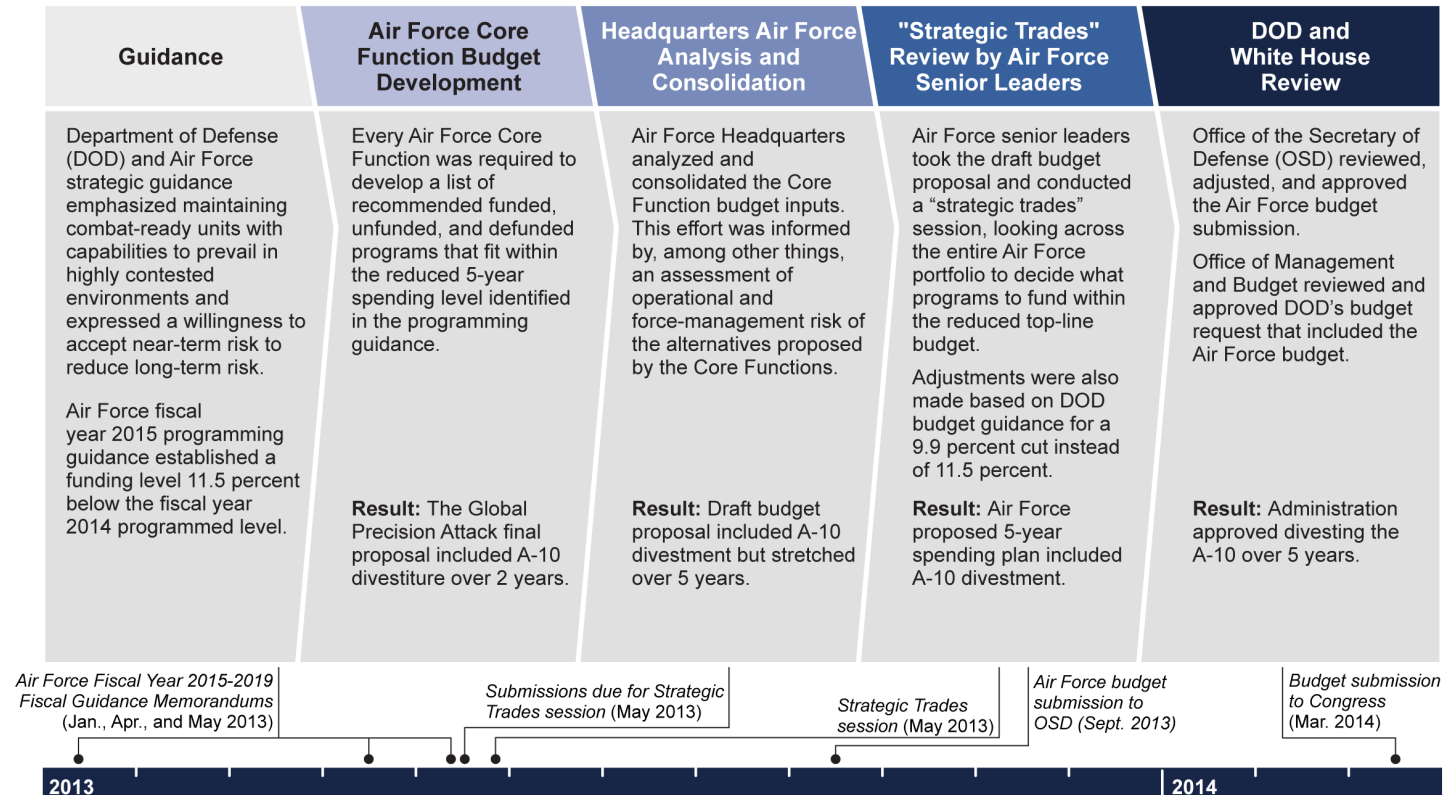 Guidance
Department of Defense
(DOD) and Air Force
strategic guidance
emphasized maintaining
combat-ready units with
capabilities to prevail in
highly contested
environments and
expressed a willingness to
accept near-term risk to
reduce long-term risk.
Air Force fiscal
year 2015 programming
guidance established a
funding level 11.5 percent
below the fiscal year
2014 programmed level.
Air Force Core
Function Budget
Development
Every Air Force Core
Function was required to
develop a list of
recommended funded,
unfunded, and defunded
programs that fit within
the reduced 5-year
spending level identified
in the programming
guidance.
Result: The Global
Precision Attack final
proposal included A-10
divestiture over 2 years.
Headquarters Air Force
Analysis and
Consolidation
Air Force Headquarters
analyzed and
consolidated the Core
Function budget inputs.
This effort was informed
by, among other things,
an assessment of
operational and
force-management risk of
the alternatives proposed
by the Core Functions.
Result: Draft budget
proposal included A-10
divestment but stretched
over 5 years.
"Strategic Trades"
Review by Air Force
Senior Leaders
Air Force senior leaders
took the draft budget
proposal and conducted
a “strategic trades”
session, looking across
the entire Air Force
portfolio to decide what
programs to fund within
the reduced top-line
budget.
Adjustments were also
made based on DOD
budget guidance for a
9.9 percent cut instead
of 11.5 percent.
Result: Air Force
proposed 5-year
spending plan included
A-10 divestment.
DOD and
White House
Review
Office of the Secretary of
Defense (OSD) reviewed,
adjusted, and approved
the Air Force budget
submission.
Office of Management
and Budget reviewed and
approved DOD’s budget
request that included the
Air Force budget.
Result: Administration
approved divesting the
A-10 over 5 years.
Air Force Fiscal Year 2015-2019
Fiscal Guidance Memorandums
(Jan., Apr., and May 2013)
Submissions due for Strategic
Trades session (May 2013)
Strategic Trades
session (May 2013)
Air Force budget
submission to
OSD (Sept. 2013)
Budget submission
to Congress
(Mar. 2014)
2013
2014